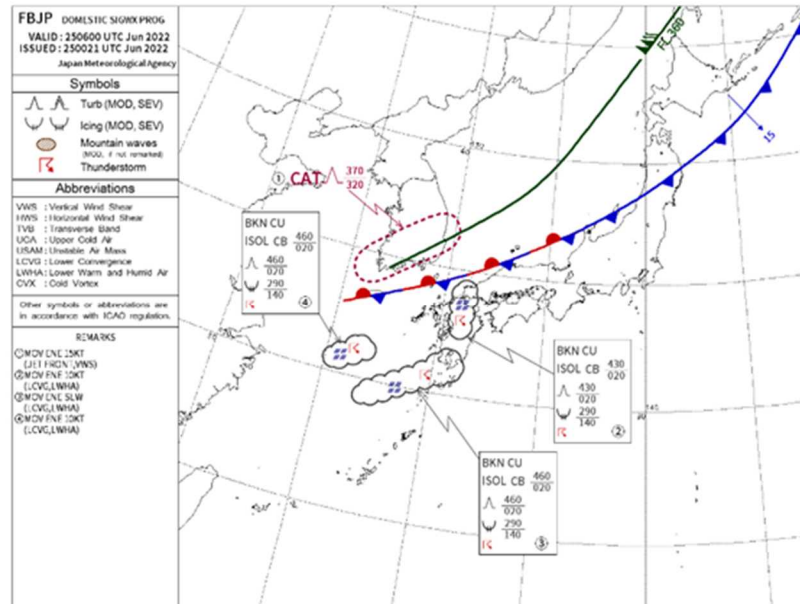 FBJP DOMESTIC SIGWX PROG
VALID : 250600 UTC Jun 2022
ISSUED : 250021 UTC Jun 2022
Japan Meteorological Agency
Symbols
Turb (MOD, SEV)
Icing (MOD, SEV)
Mountain waves
(MOD, if not remarked)
Thunderstorm
Abbreviations
VWS : Vertical Wind Shear
HWS : Horizontal Wind Shear
TVB : Transverse Band
UCA : Upper Cold Air
USAM : Unstable Air Mass
LCVG : Lower Convergence
LWHA : Lower Warm and Humid Air
CVX : Cold Vortex
Other symbols or abbreviations are
in accordance with ICAO regulation.
REMARKS
①MOV ENE 15KT
(JET FRONT,VWS)
②MOV ENE 10KT
(LCVG,LWHA)
③MOV ENE SLW
(LCVG,LWHA)
④MOV ENE 10KT
(LCVG,LWHA)
FL 360
15
① CAT 370
320
BKN CU
ISOL CB 460
020
460
020
290
140
④
BKN CU
ISOL CB 430
020
430
020
290
140
②
BKN CU
ISOL CB 460
020
460
020
290
140
③